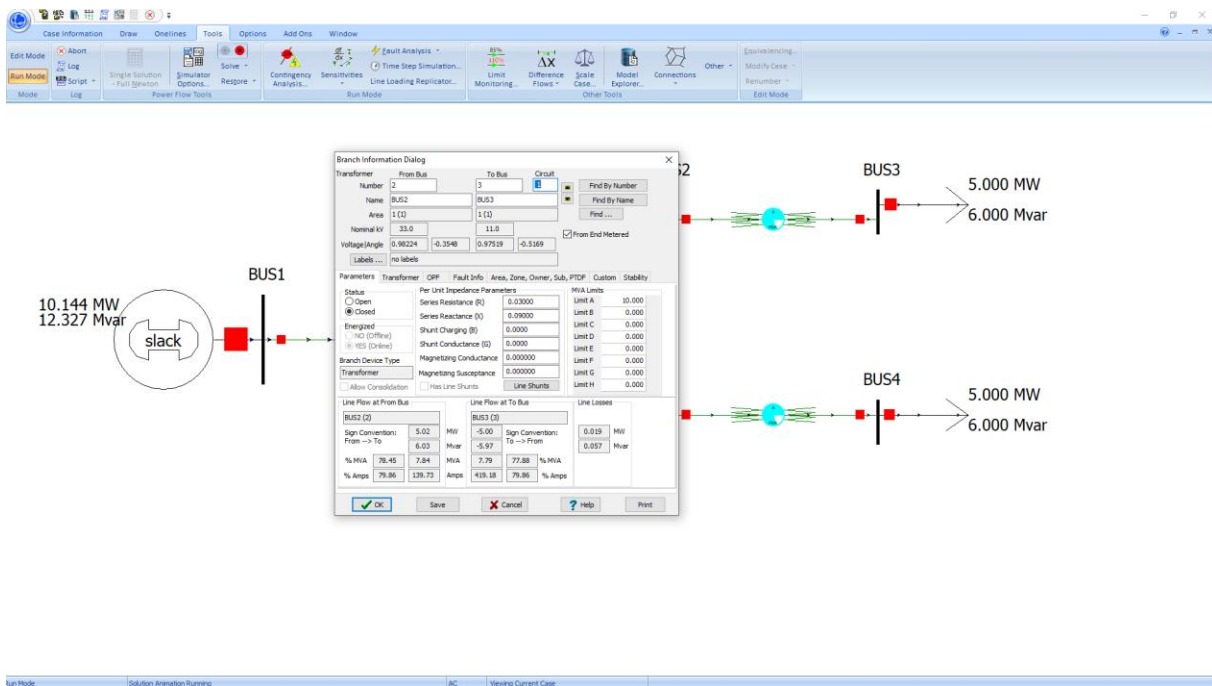 Case Information Draw Onelines Tools Options Add Ons Window
Edit Mode
Run Mode
Mode
Abort
Log
Script
Log
Single Solution - Full Newton
Simulator Options...
Solve
Restore
Power Flow Tools
Contingency Analysis...
Sensitivities
Fault Analysis
Time Step Simulation...
Line Loading Replicator...
Run Mode
Limit Monitoring...
Difference Flows
Scale Case...
Model Explorer...
Connections
Other
Other Tools
Equivalencing...
Modify Case
Renumber
Edit Mode
10.144 MW
12.327 Mvar
slack
BUS1
BUS3
5.000 MW
6.000 Mvar
BUS4
5.000 MW
6.000 Mvar
Branch Information Dialog
Transformer From Bus To Bus Circuit
Number 2 3 1 Find By Number
Name BUS2 BUS3 Find By Name
Area 1 (1) 1 (1) Find ...
Nominal kV 33.0 11.0 From End Metered
Voltage|Angle 0.98224 -0.3548 0.97519 -0.5169
Labels ... no labels
Parameters Transformer OPF Fault Info Area, Zone, Owner, Sub, PTDF Custom Stability
Status
Open
Closed
Energized
NO (Offline)
YES (Online)
Branch Device Type
Transformer
Allow Consolidation
Per Unit Impedance Parameters
Series Resistance (R) 0.03000
Series Reactance (X) 0.09000
Shunt Charging (B) 0.0000
Shunt Conductance (G) 0.0000
Magnetizing Conductance 0.000000
Magnetizing Susceptance 0.000000
Has Line Shunts Line Shunts
MVA Limits
Limit A 10.000
Limit B 0.000
Limit C 0.000
Limit D 0.000
Limit E 0.000
Limit F 0.000
Limit G 0.000
Limit H 0.000
Line Flow at From Bus
BUS2 (2)
Sign Convention: From --> To
5.02 MW
6.03 Mvar
% MVA 78.45 7.84 MVA
% Amps 79.86 139.73 Amps
Line Flow at To Bus
BUS3 (3)
-5.00 Sign Convention:
-5.97 To --> From
7.79 77.88 % MVA
419.18 79.86 % Amps
Line Losses
0.019 MW
0.057 Mvar
OK Save Cancel Help Print
Run Mode Solution Animation Running AC Viewing Current Case